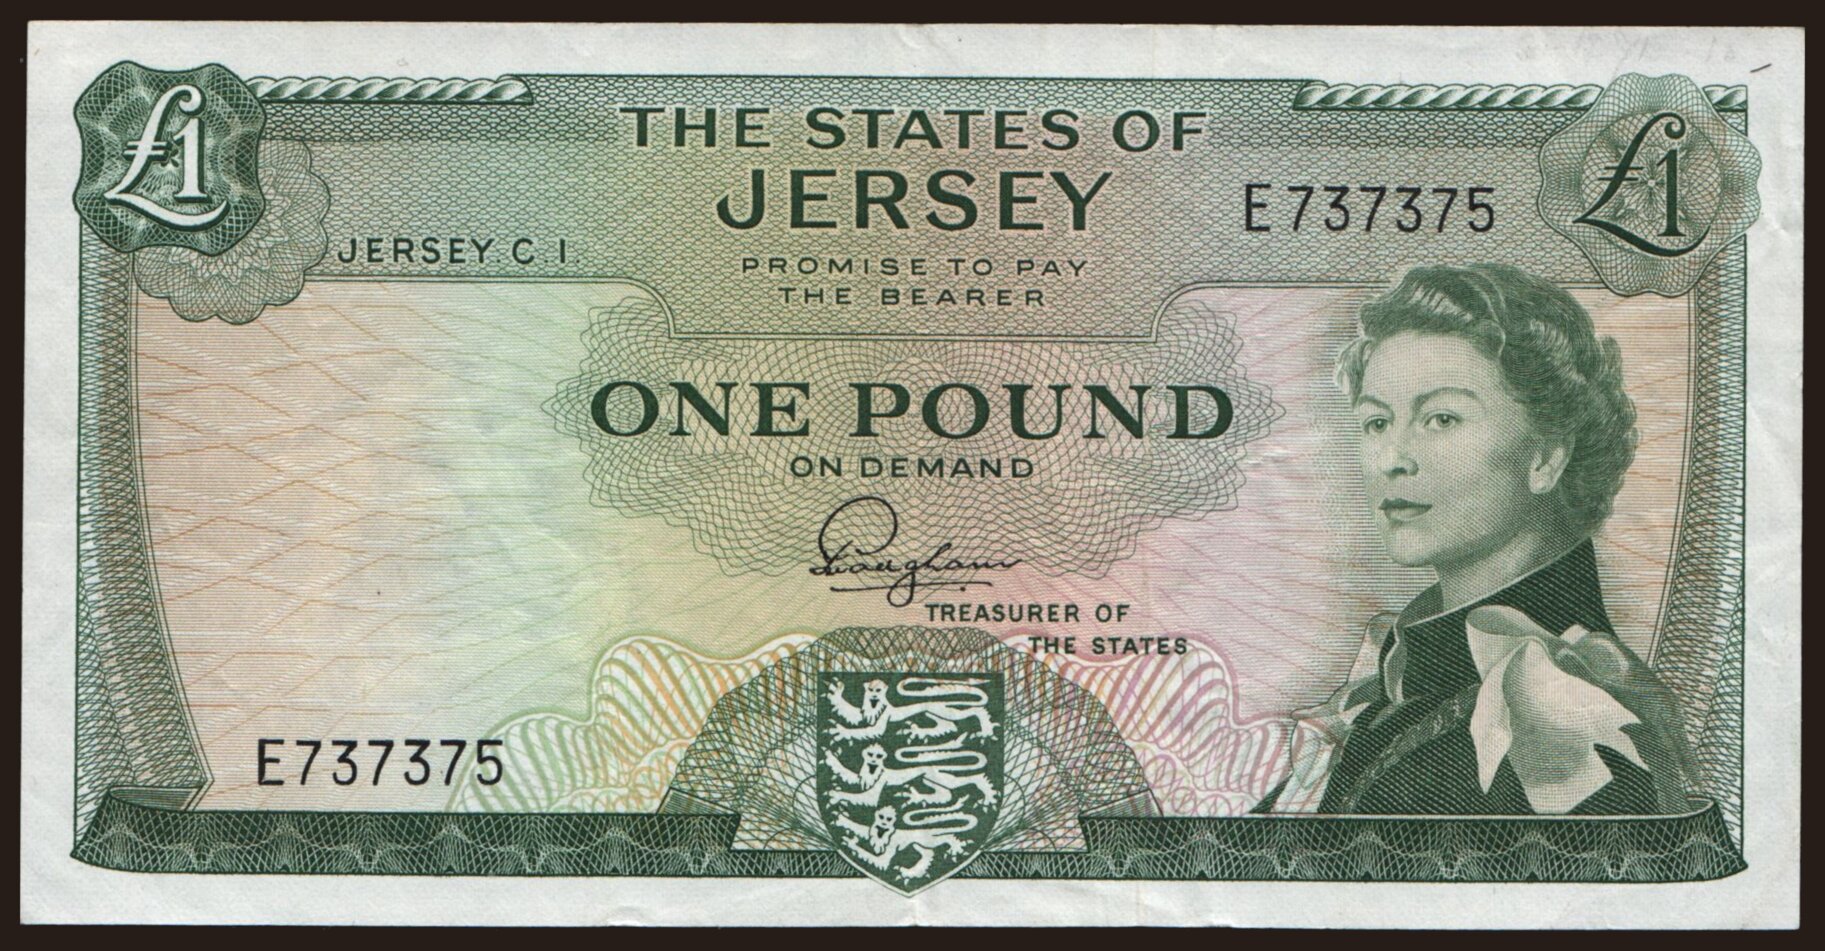 £1
£1
THE STATES OF
JERSEY
E737375
JERSEY. C. I.
PROMISE TO PAY
THE BEARER
ONE POUND
ON DEMAND
TREASURER OF
THE STATES
E737375